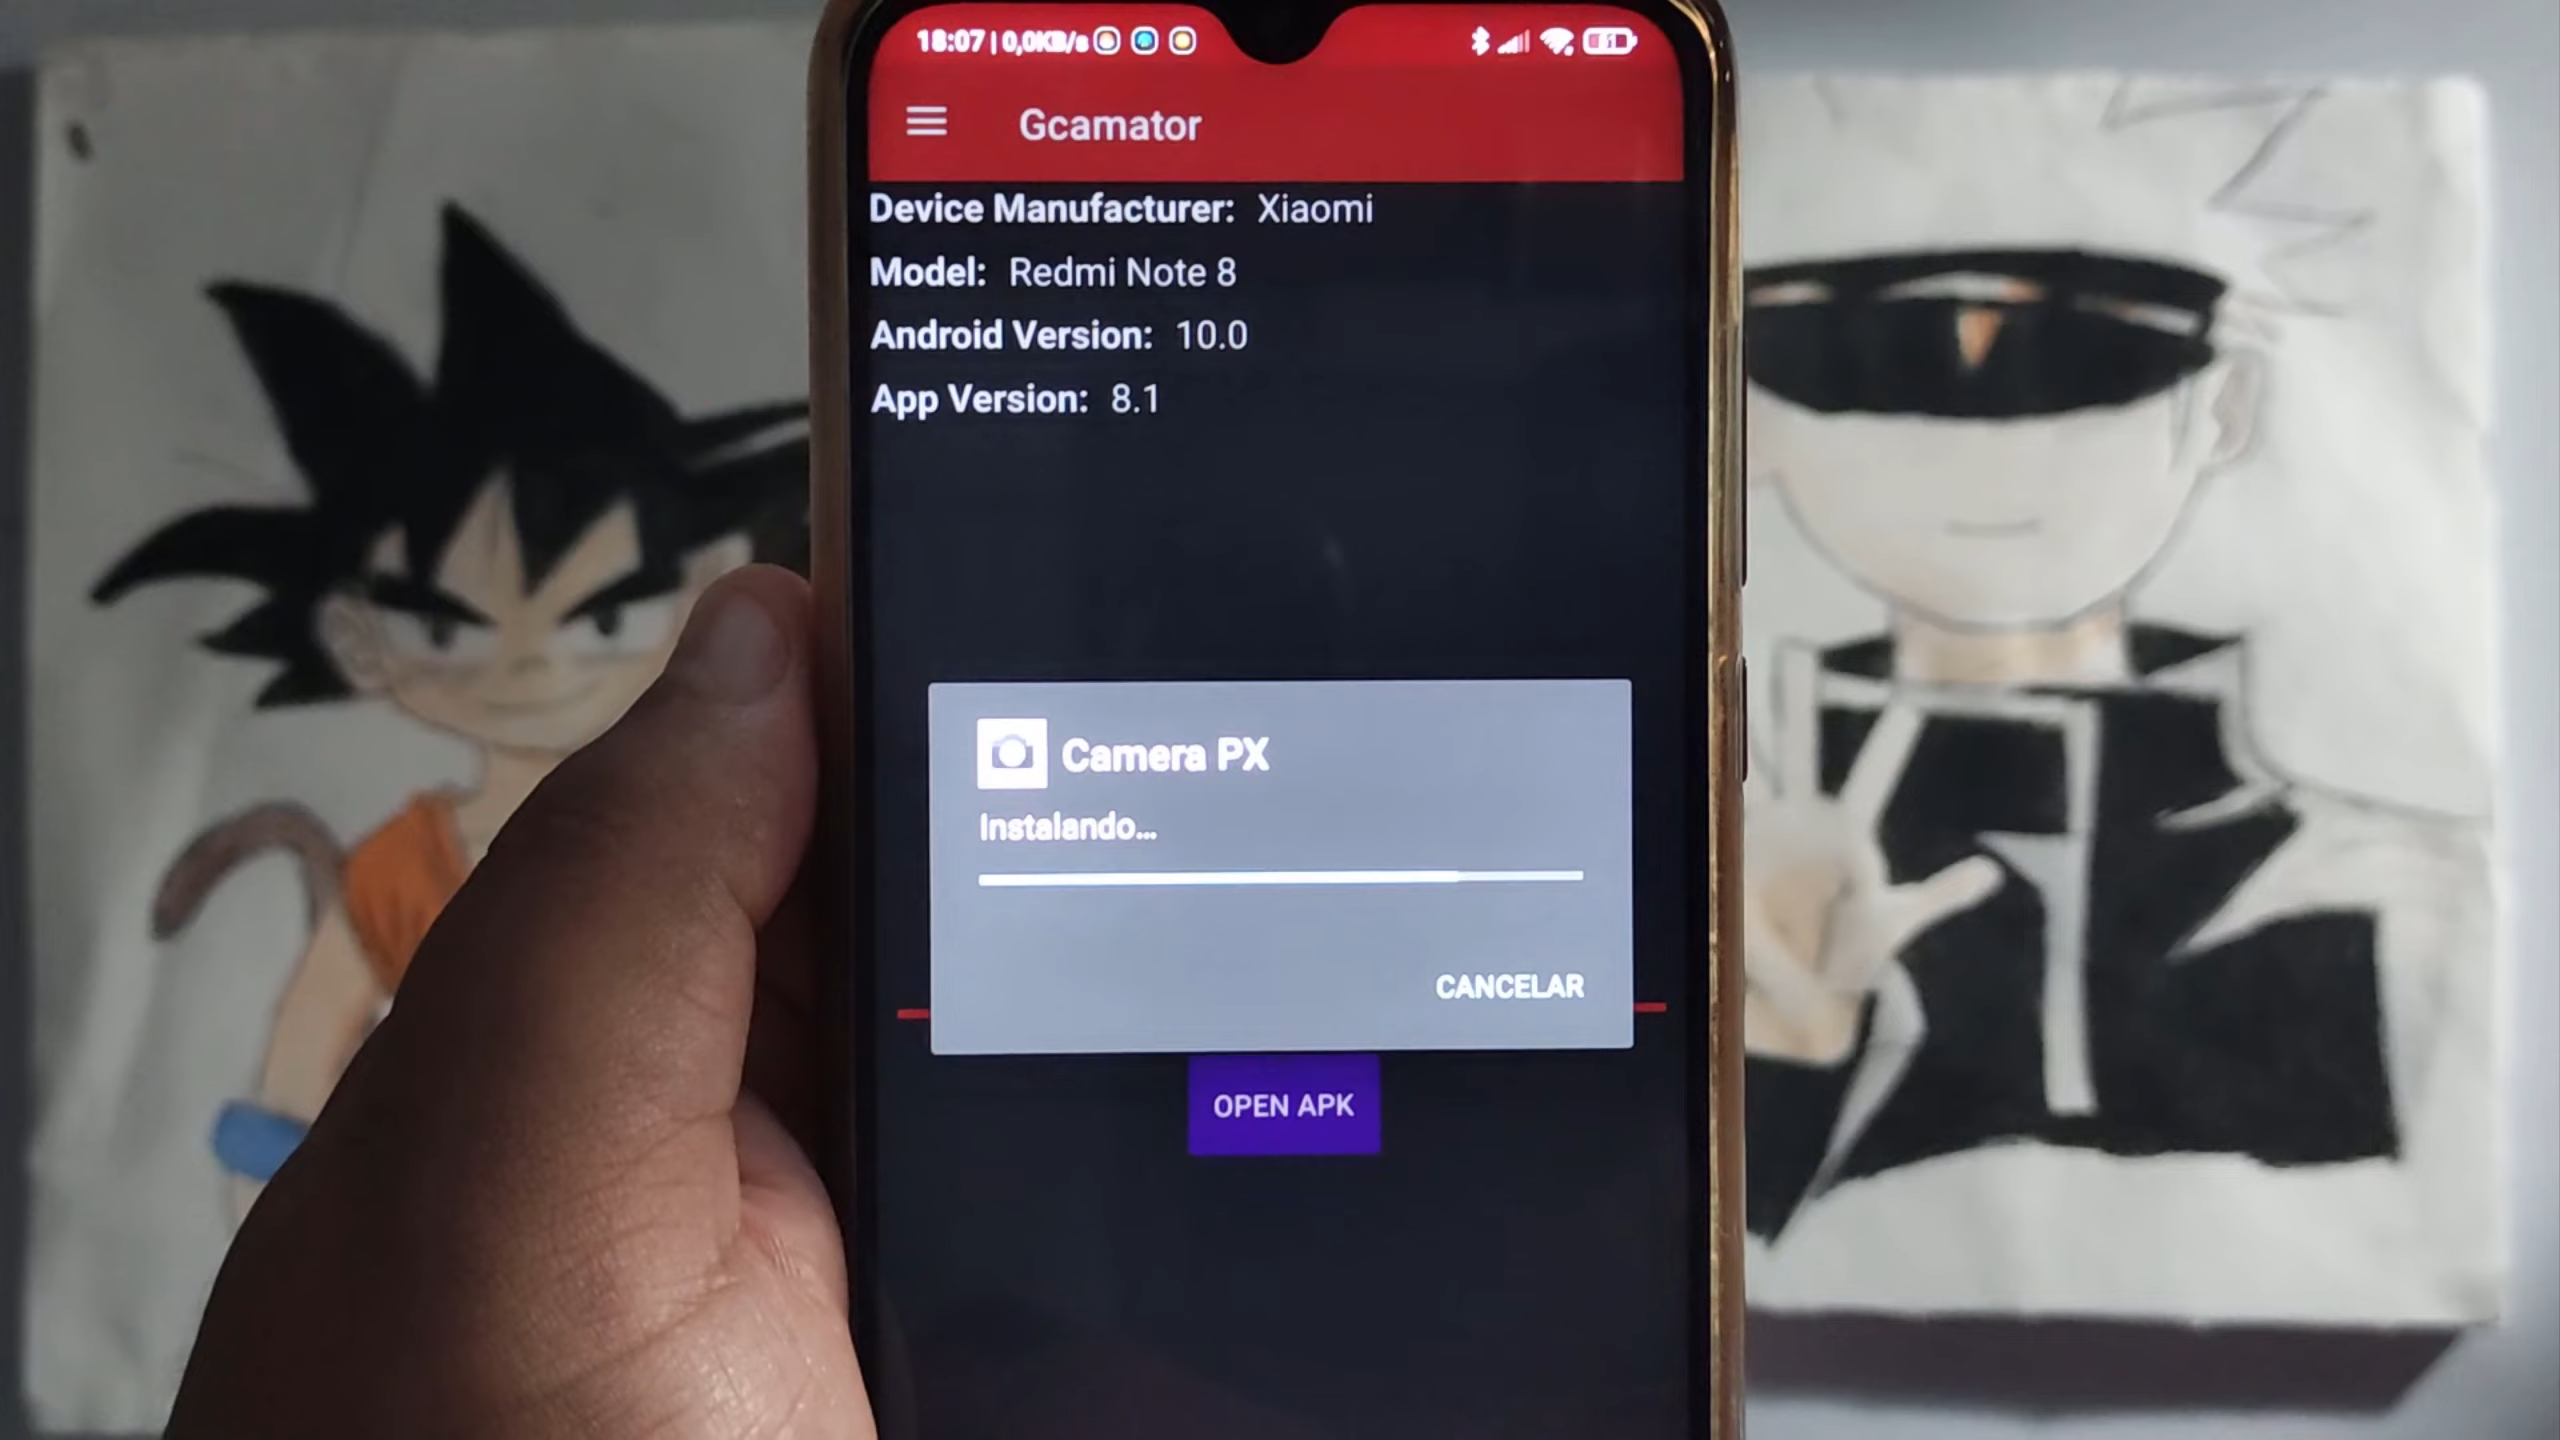 18:07 | 0,0KB/s
Gcamator
Device Manufacturer: Xiaomi
Model: Redmi Note 8
Android Version: 10.0
App Version: 8.1
Camera PX
Instalando...
CANCELAR
OPEN APK